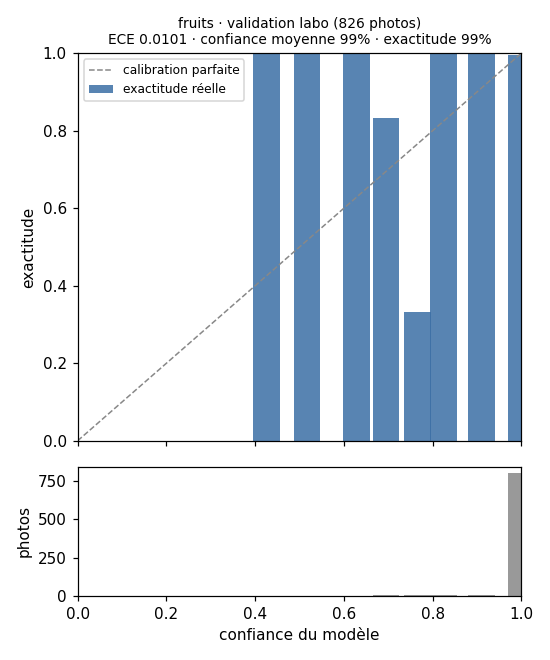 fruits · validation labo (826 photos)
ECE 0.0101 · confiance moyenne 99% · exactitude 99%
1.0
calibration parfaite
exactitude réelle
0.8
0.6
exactitude
0.4
0.2
0.0
750
500
photos
250
0
0.0 0.2 0.4 0.6 0.8 1.0
confiance du modèle